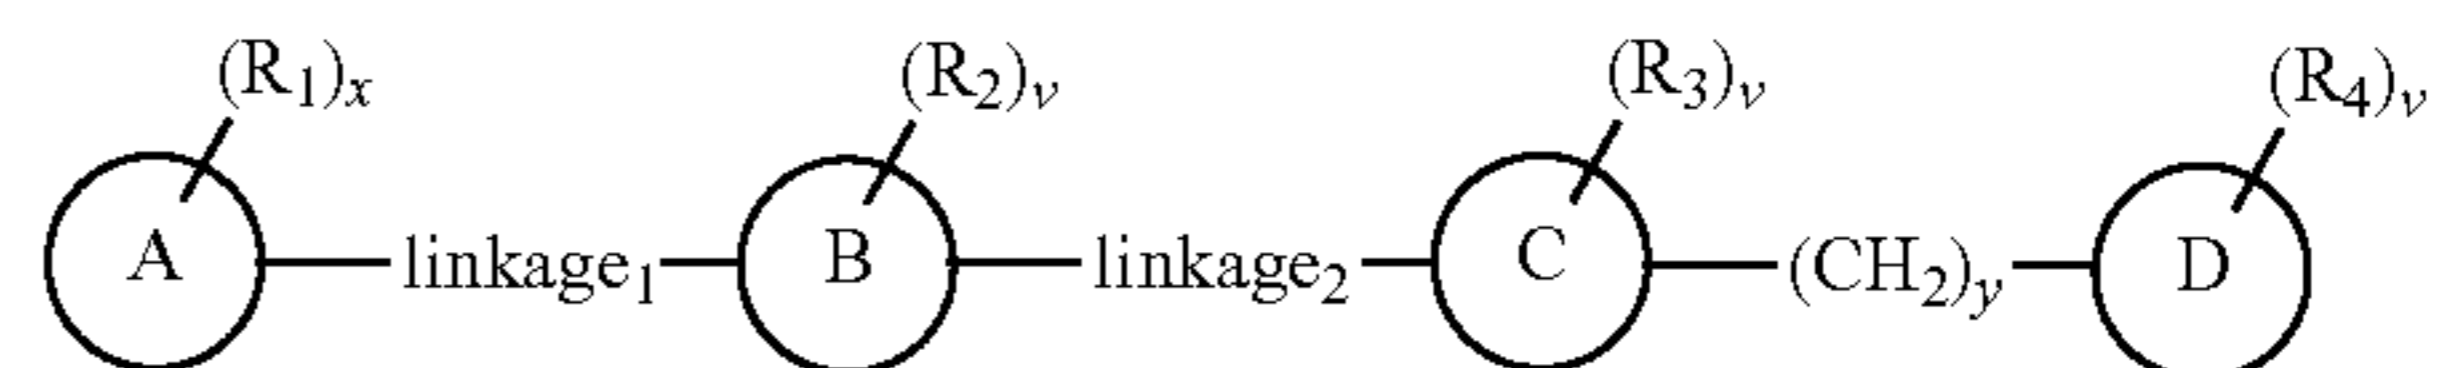 (R₁)ₓ (R₂)ᵥ (R₃)ᵥ (R₄)ᵥ
A linkage₁ B linkage₂ C (CH₂)y D